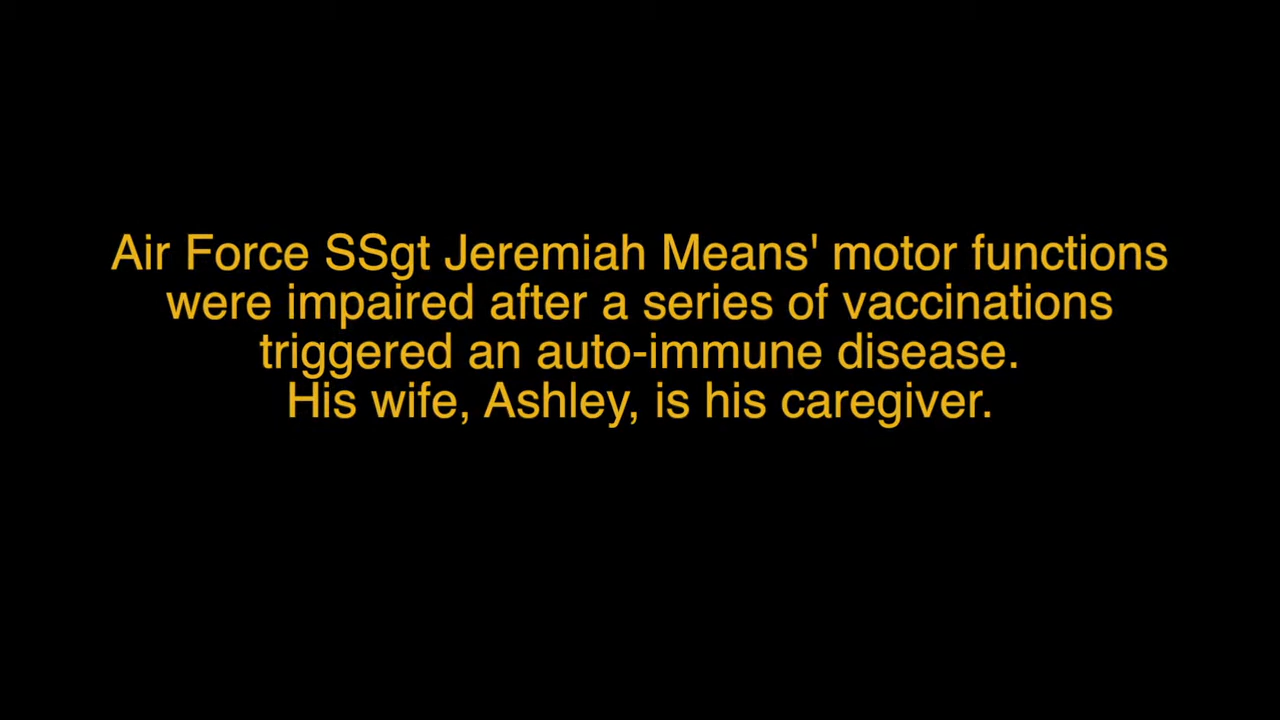 Air Force SSgt Jeremiah Means' motor functions
were impaired after a series of vaccinations
triggered an auto-immune disease.
His wife, Ashley, is his caregiver.